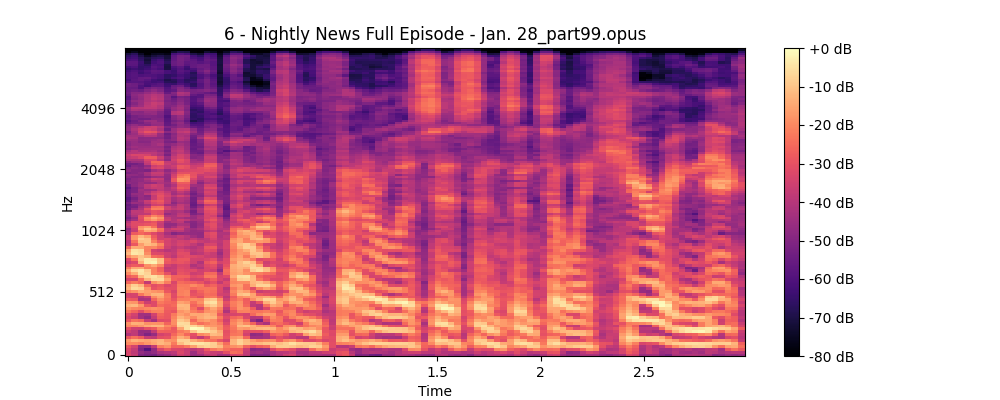 6 - Nightly News Full Episode - Jan. 28_part99.opus
Hz
4096
2048
1024
512
0
0
0.5
1
1.5
2
2.5
Time
+0 dB
-10 dB
-20 dB
-30 dB
-40 dB
-50 dB
-60 dB
-70 dB
-80 dB